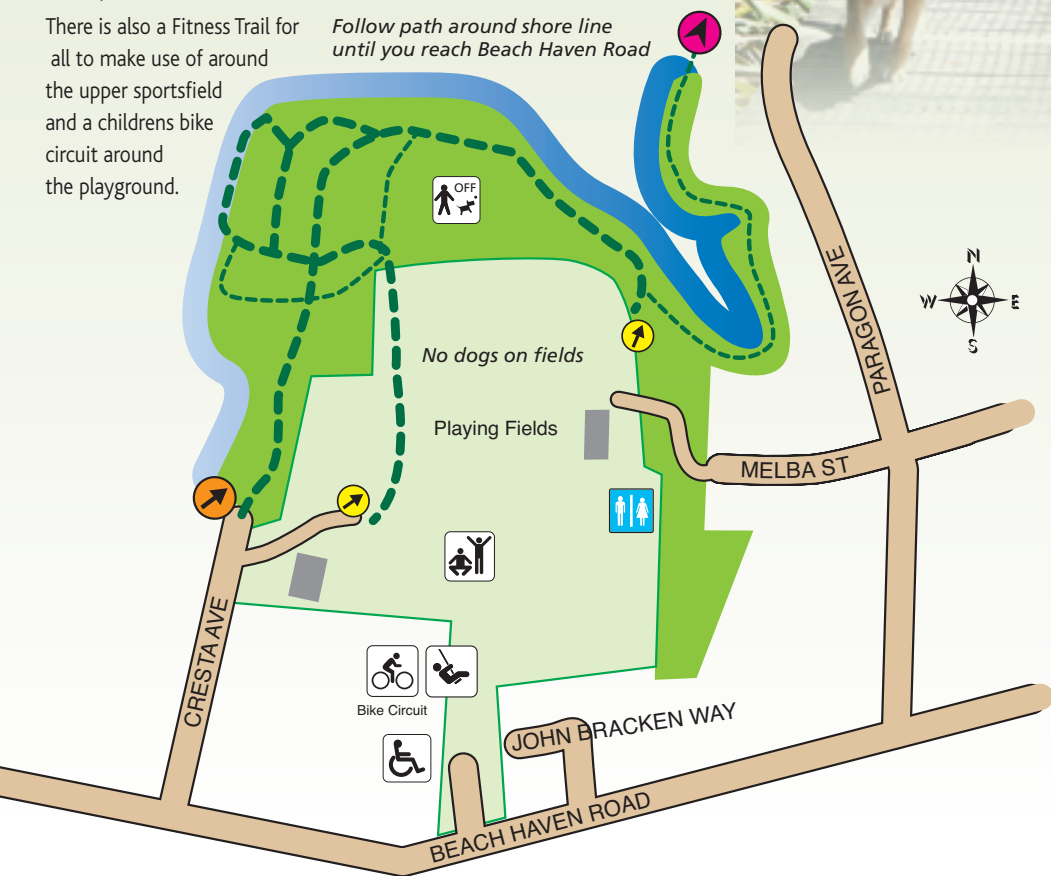 There is also a Fitness Trail for
all to make use of around
the upper sportsfield
and a childrens bike
circuit around
the playground.
Follow path around shore line
until you reach Beach Haven Road
OFF
PARAGON AVE
N
W
E
S
No dogs on fields
Playing Fields
MELBA ST
CRESTA AVE
Bike Circuit
JOHN BRACKEN WAY
BEACH HAVEN ROAD